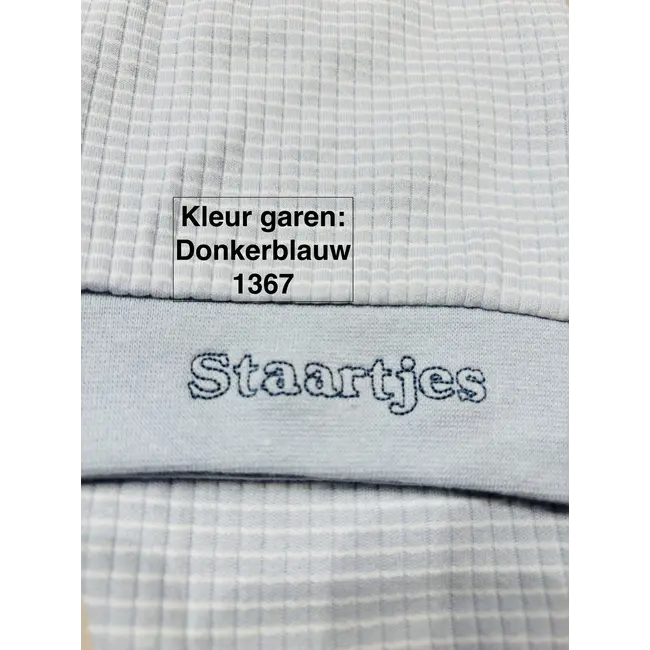 Kleur garen:
Donkerblauw
1367
Staartjes